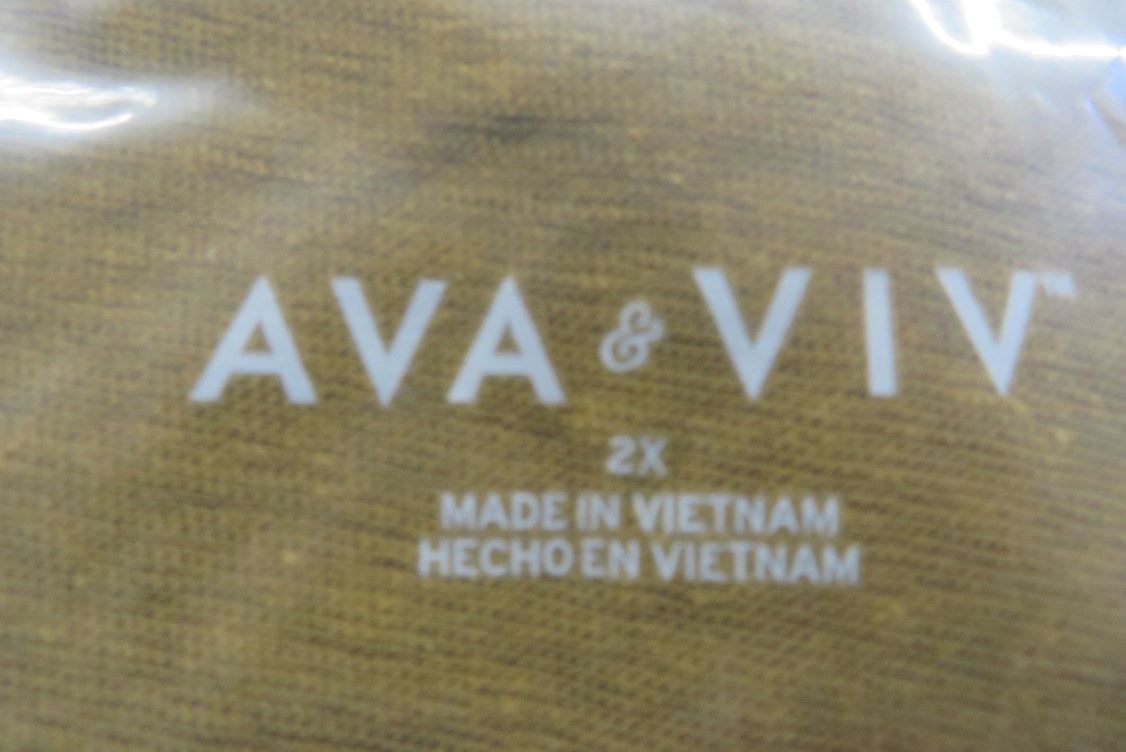 AVA & VIV™
2X
MADE IN VIETNAM
HECHO EN VIETNAM